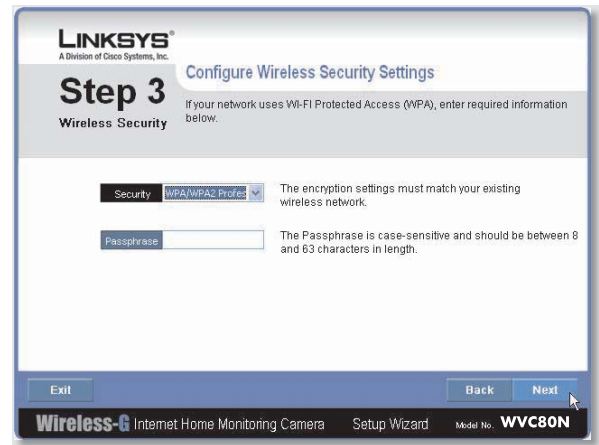 LINKSYS®
A Division of Cisco Systems, Inc.
Step 3
Wireless Security
Configure Wireless Security Settings
If your network uses WI-FI Protected Access (WPA), enter required information
below.
Security WPA/WPA2 Profes
The encryption settings must match your existing
wireless network.
Passphrase
The Passphrase is case-sensitive and should be between 8
and 63 characters in length.
Exit Back Next
Wireless-G Internet Home Monitoring Camera Setup Wizard Model No. WVC80N